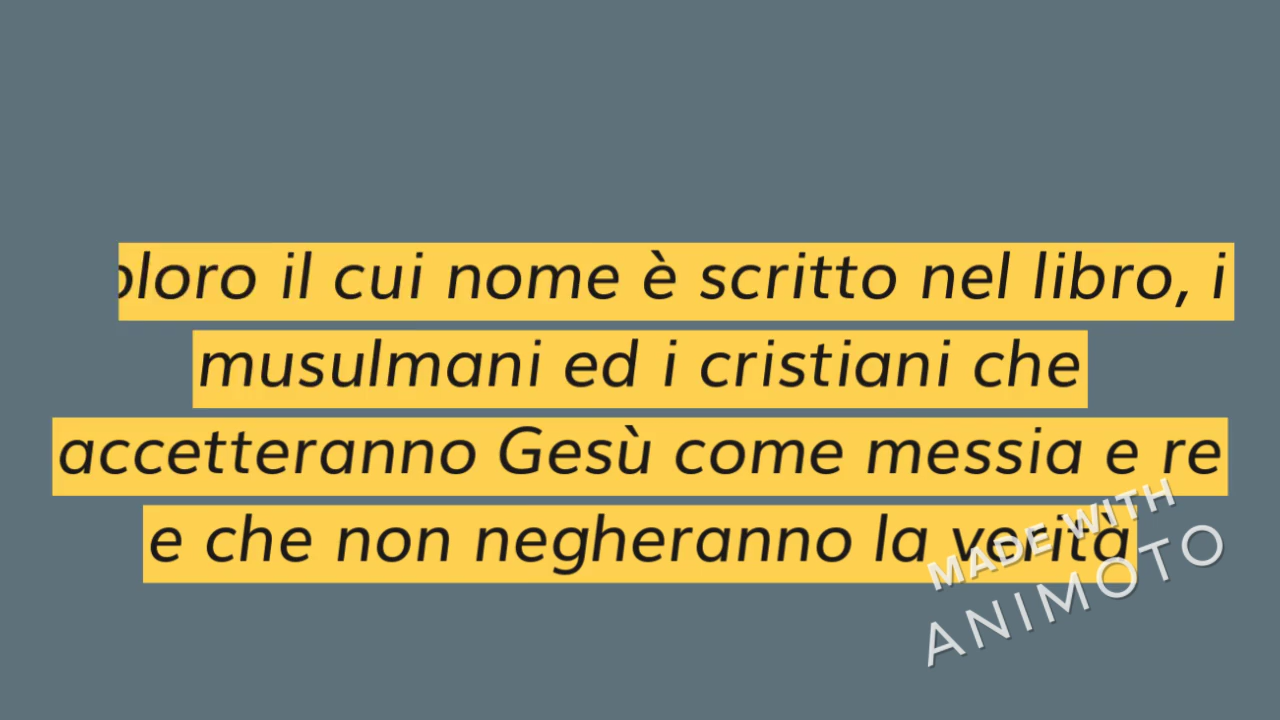 oloro il cui nome è scritto nel libro, i
musulmani ed i cristiani che
accetteranno Gesù come messia e re
e che non negheranno la verità
MADE WITH
ANIMOTO